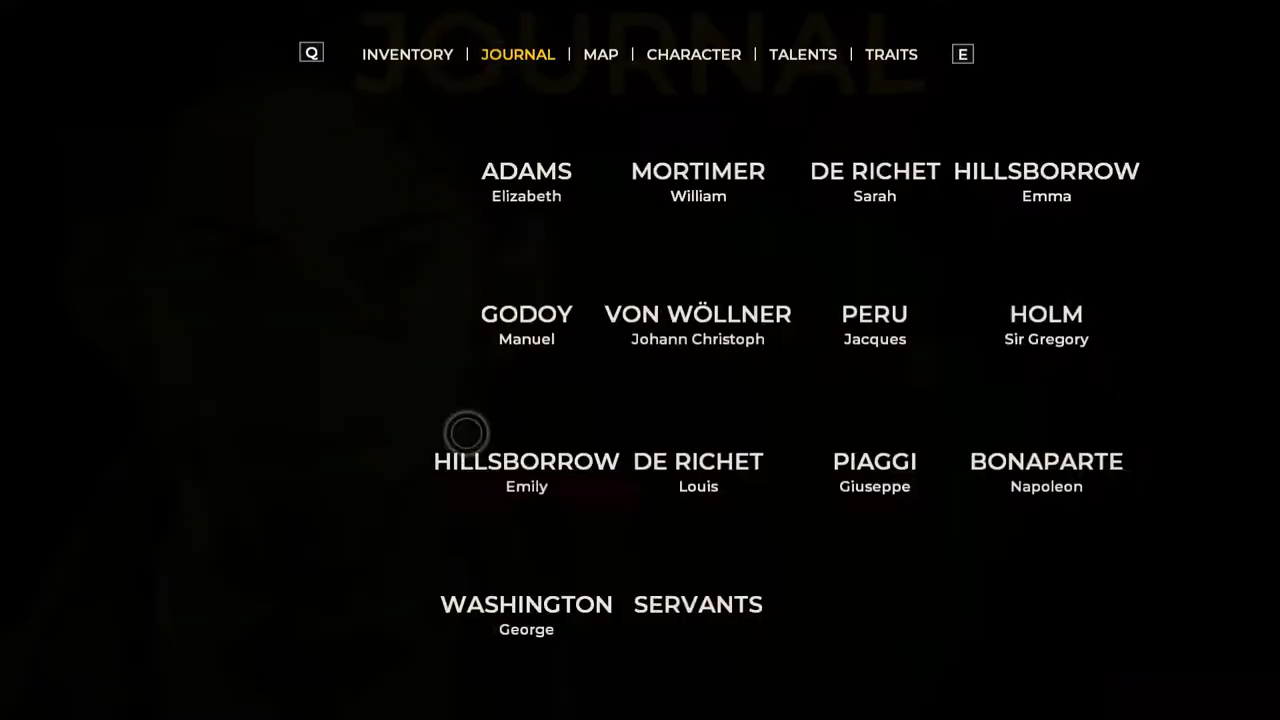 JOURNAL
Q INVENTORY | JOURNAL | MAP | CHARACTER | TALENTS | TRAITS E
ADAMS MORTIMER DE RICHET HILLSBORROW
Elizabeth William Sarah Emma
GODOY VON WÖLLNER PERU HOLM
Manuel Johann Christoph Jacques Sir Gregory
HILLSBORROW DE RICHET PIAGGI BONAPARTE
Emily Louis Giuseppe Napoleon
WASHINGTON SERVANTS
George